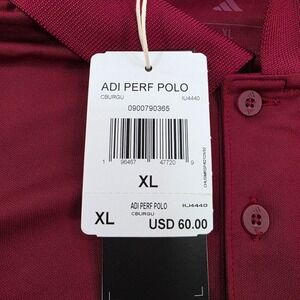 ADI PERF POLO
CBURGU IU4440
0900790365
1 96467 47720 9
XL
ADI PERF POLO IU4440
XL CBURGU
USD 60.00